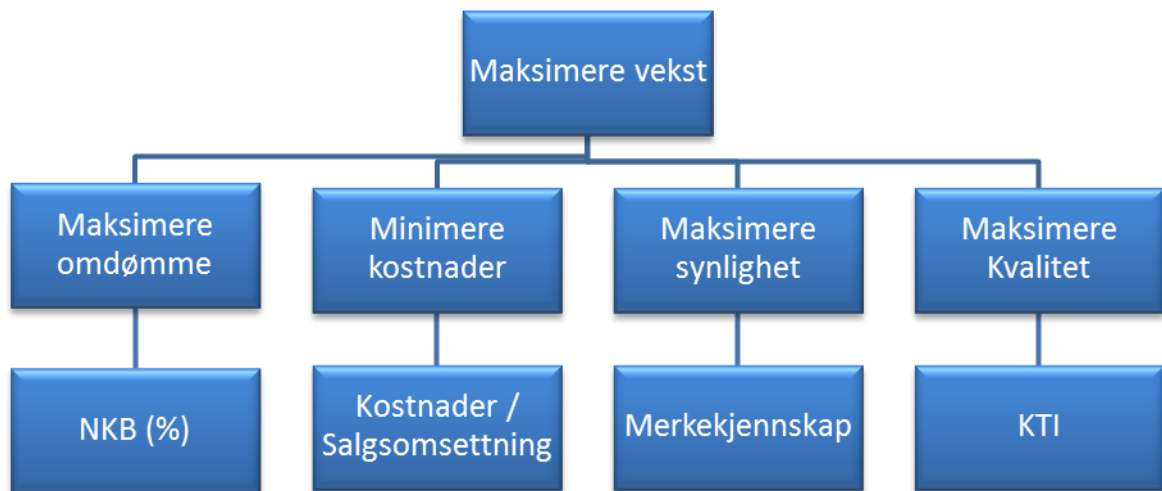 Maksimere vekst
Maksimere
omdømme
Minimere
kostnader
Maksimere
synlighet
Maksimere
Kvalitet
NKB (%)
Kostnader /
Salgsomsettning
Merkekjennskap
KTI